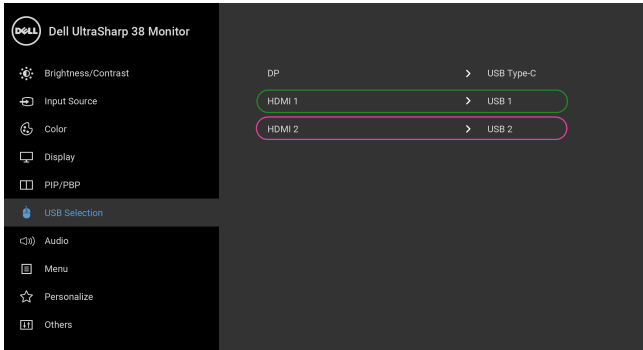 DELL Dell UltraSharp 38 Monitor
Brightness/Contrast
Input Source
Color
Display
PIP/PBP
USB Selection
Audio
Menu
Personalize
Others
DP > USB Type-C
HDMI 1 > USB 1
HDMI 2 > USB 2